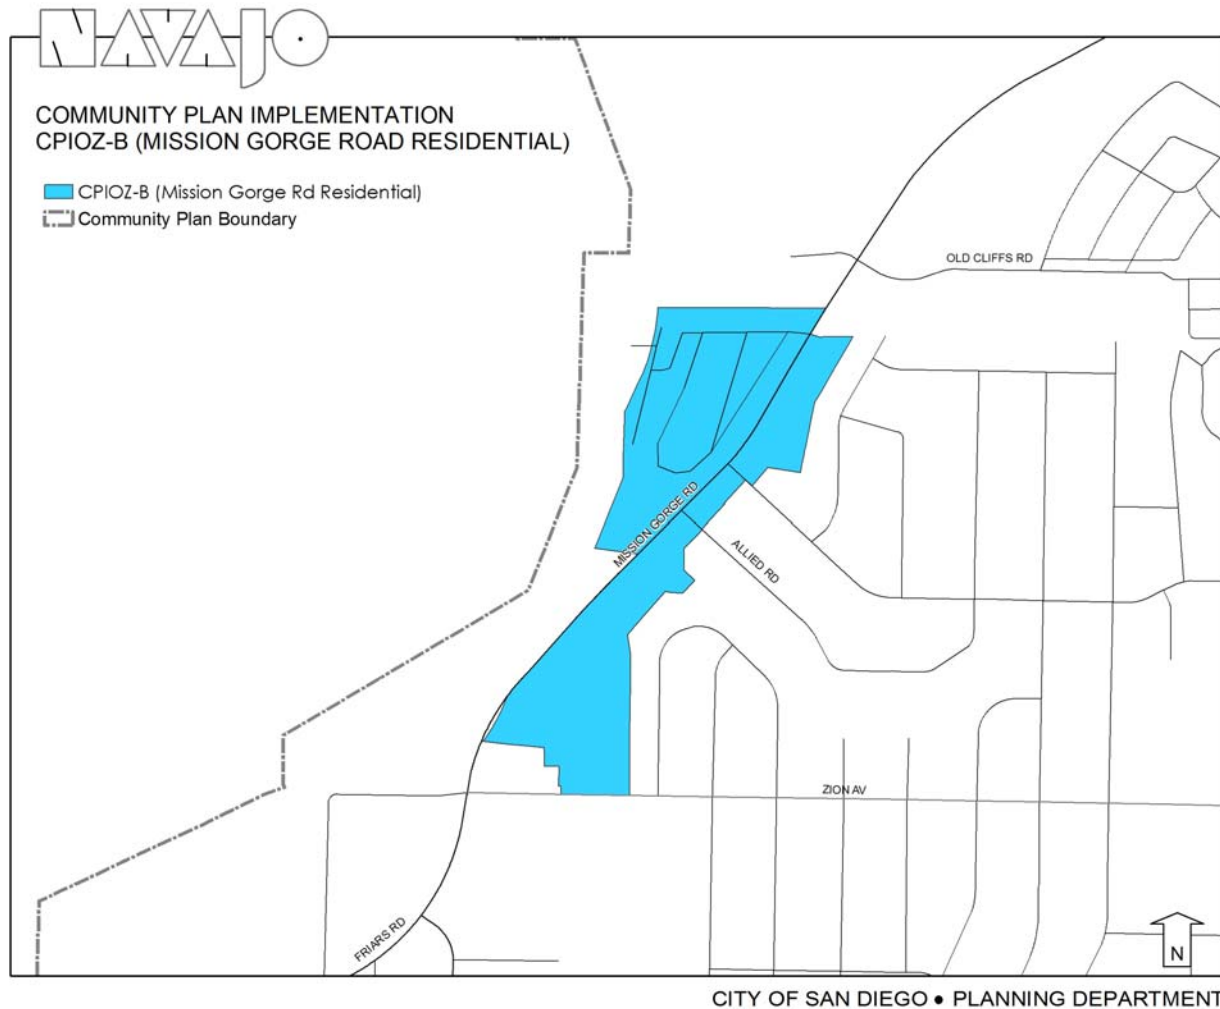 NAVAJO
COMMUNITY PLAN IMPLEMENTATION
CPIOZ-B (MISSION GORGE ROAD RESIDENTIAL)
CPIOZ-B (Mission Gorge Rd Residential)
Community Plan Boundary
OLD CLIFFS RD
MISSION GORGE RD
ALLIED RD
ZION AV
FRIARS RD
N
CITY OF SAN DIEGO • PLANNING DEPARTMENT